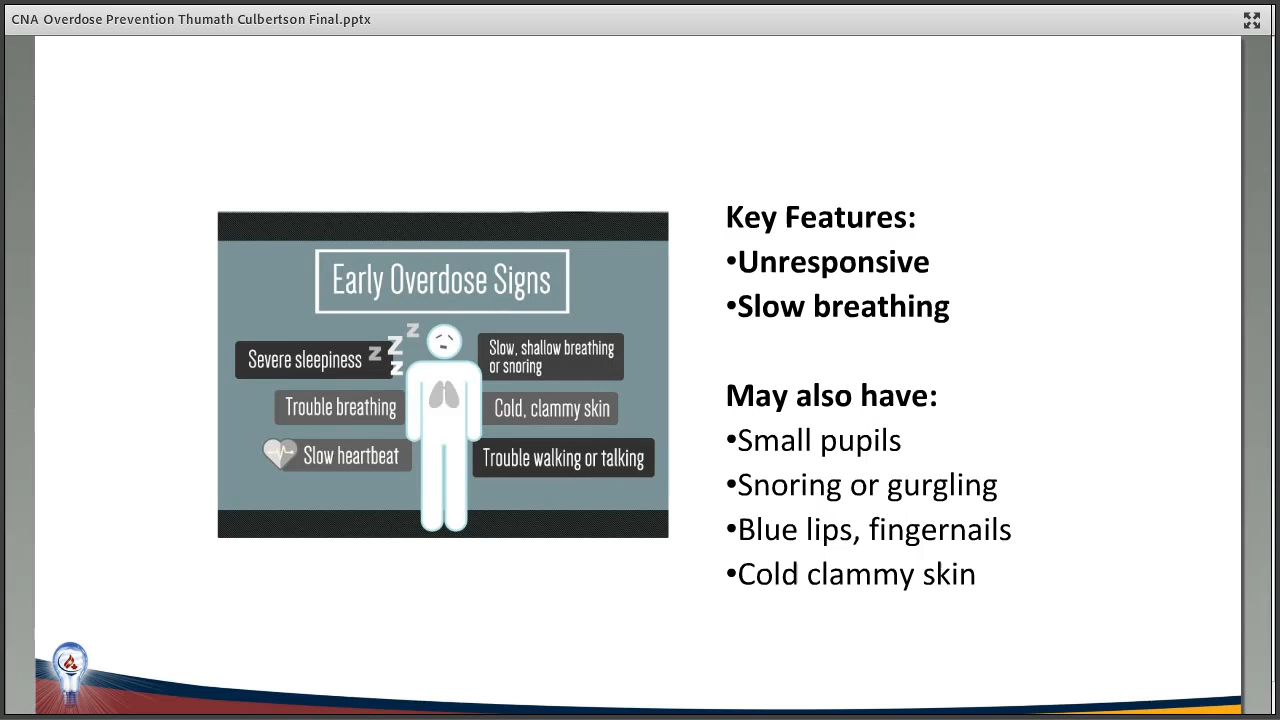 CNA Overdose Prevention Thumath Culbertson Final.pptx
Early Overdose Signs
Severe sleepiness
z
z
z
z
Trouble breathing
Slow heartbeat
Slow, shallow breathing
or snoring
Cold, clammy skin
Trouble walking or talking
Key Features:
•Unresponsive
•Slow breathing
May also have:
•Small pupils
•Snoring or gurgling
•Blue lips, fingernails
•Cold clammy skin